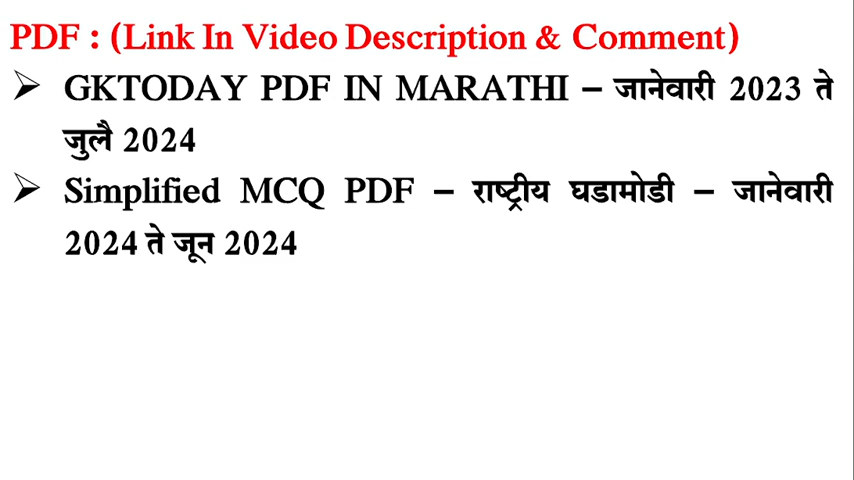 PDF : (Link In Video Description & Comment)
➢ GKTODAY PDF IN MARATHI – जानेवारी 2023 ते
जुलै 2024
➢ Simplified MCQ PDF – राष्ट्रीय घडामोडी – जानेवारी
2024 ते जून 2024